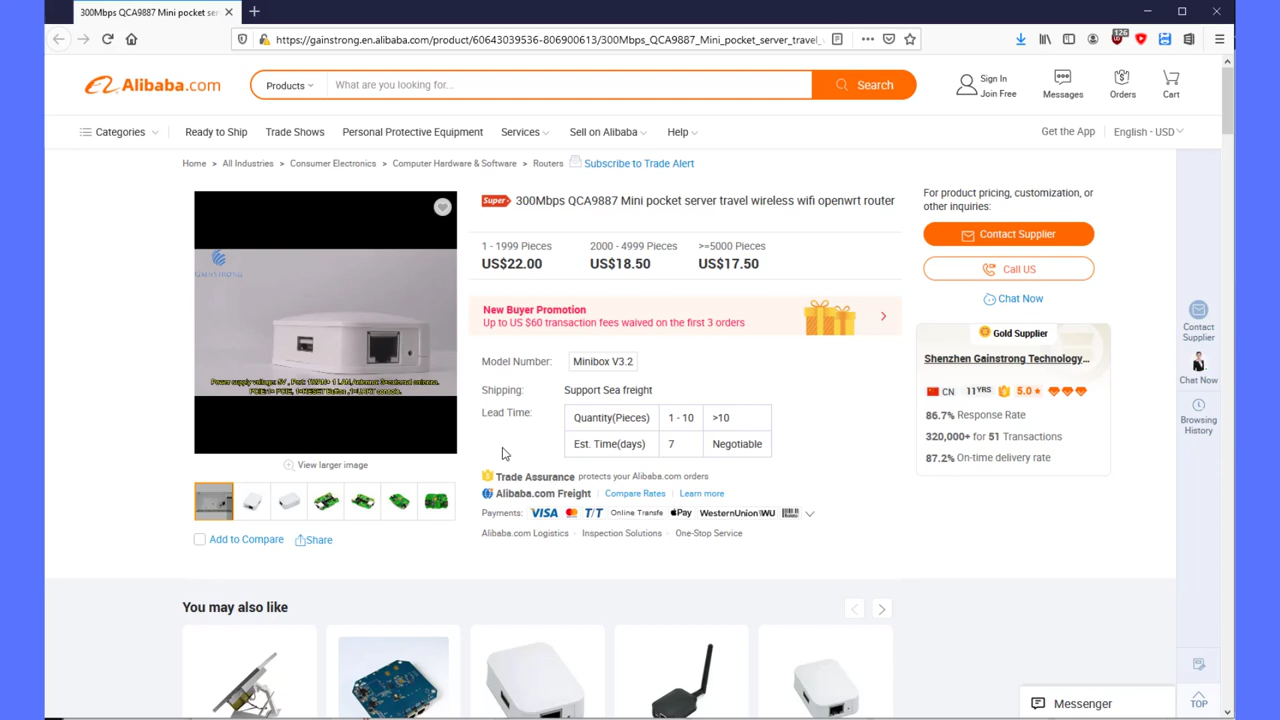 300Mbps QCA9887 Mini pocket ser
https://gainstrong.en.alibaba.com/product/60643039536-806900613/300Mbps_QCA9887_Mini_pocket_server_travel_
126
Alibaba.com
Products
What are you looking for...
Search
Sign In
Join Free
Messages
Orders
Cart
Categories
Ready to Ship
Trade Shows
Personal Protective Equipment
Services
Sell on Alibaba
Help
Get the App
English - USD
Home > All Industries > Consumer Electronics > Computer Hardware & Software > Routers
Subscribe to Trade Alert
GAINSTRONG
View larger image
Add to Compare
Share
Super
300Mbps QCA9887 Mini pocket server travel wireless wifi openwrt router
1 - 1999 Pieces
2000 - 4999 Pieces
>=5000 Pieces
US$22.00
US$18.50
US$17.50
New Buyer Promotion
Up to US $60 transaction fees waived on the first 3 orders
Model Number:
Minibox V3.2
Shipping:
Support Sea freight
Lead Time:
Quantity(Pieces)
1 - 10
>10
Est. Time(days)
7
Negotiable
Trade Assurance protects your Alibaba.com orders
Alibaba.com Freight
Compare Rates
Learn more
Payments:
VISA
T/T
Online Transfe
Pay
WesternUnion WU
Alibaba.com Logistics
Inspection Solutions
One-Stop Service
For product pricing, customization, or
other inquiries:
Contact Supplier
Call US
Chat Now
Gold Supplier
Shenzhen Gainstrong Technology...
CN
11YRS
5.0
86.7% Response Rate
320,000+ for 51 Transactions
87.2% On-time delivery rate
Contact
Supplier
Chat Now
Browsing
History
You may also like
Messenger
TOP